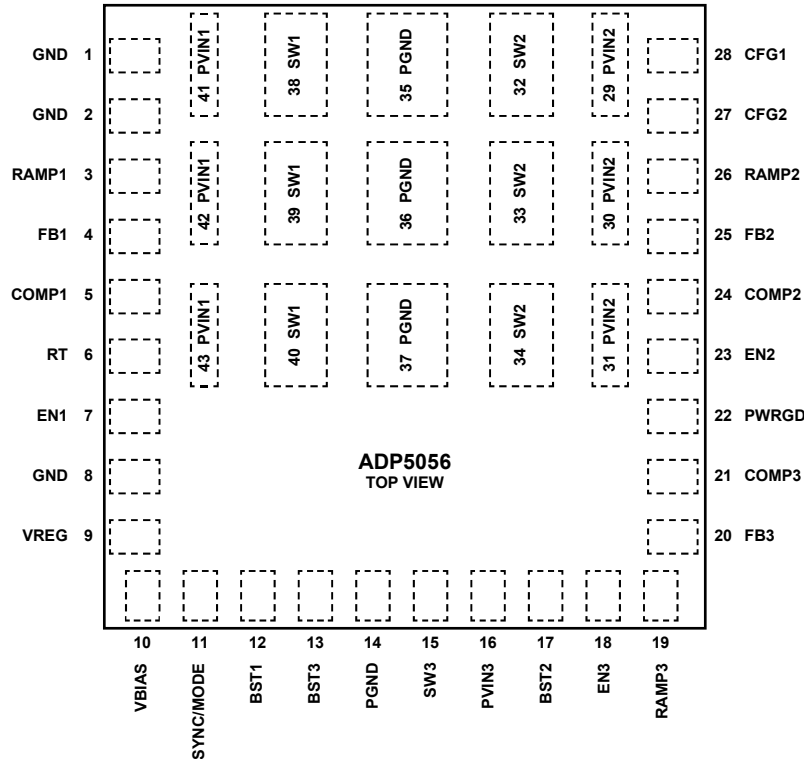 GND 1
GND 2
RAMP1 3
FB1 4
COMP1 5
RT 6
EN1 7
GND 8
VREG 9
41 PVIN1
38 SW1
35 PGND
32 SW2
29 PVIN2
42 PVIN1
39 SW1
36 PGND
33 SW2
30 PVIN2
43 PVIN1
40 SW1
37 PGND
34 SW2
31 PVIN2
28 CFG1
27 CFG2
26 RAMP2
25 FB2
24 COMP2
23 EN2
22 PWRGD
21 COMP3
20 FB3
ADP5056
TOP VIEW
10 VBIAS
11 SYNC/MODE
12 BST1
13 BST3
14 PGND
15 SW3
16 PVIN3
17 BST2
18 EN3
19 RAMP3